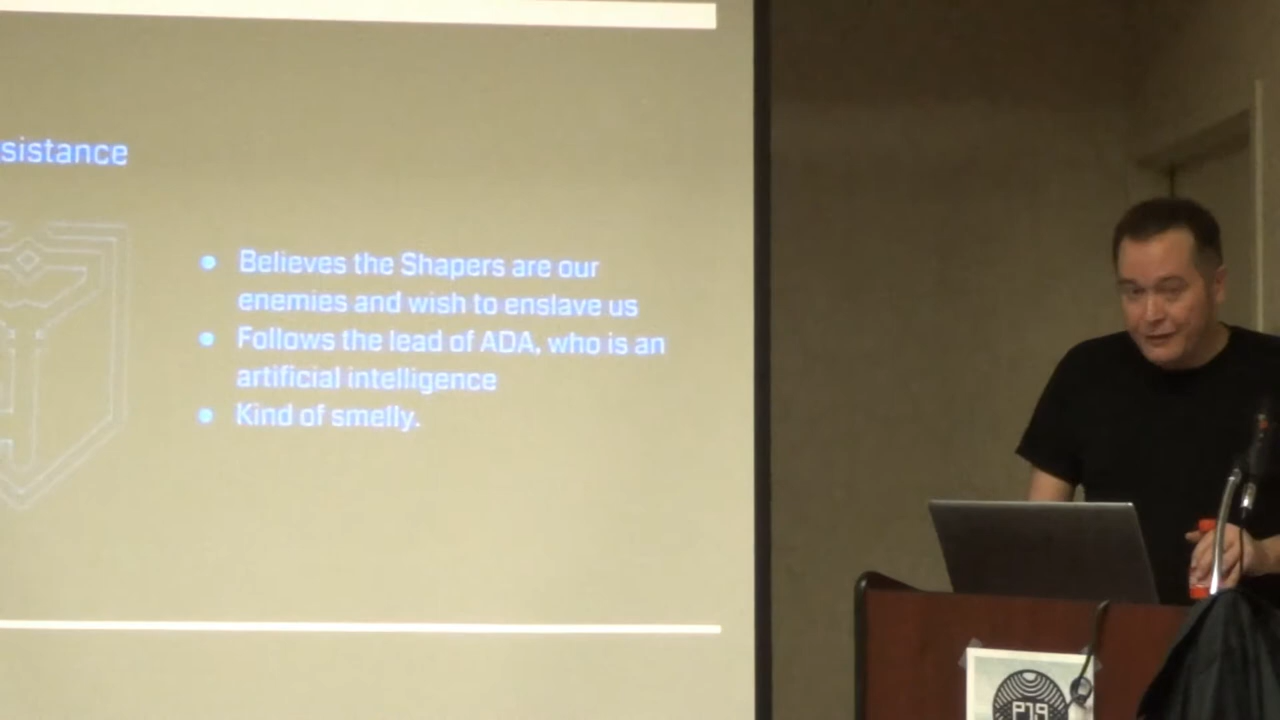 sistance
Believes the Shapers are our
enemies and wish to enslave us
Follows the lead of ADA, who is an
artificial intelligence
Kind of smelly.
P19